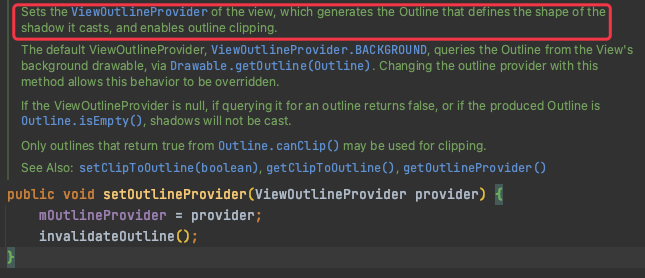 Sets the ViewOutlineProvider of the view, which generates the Outline that defines the shape of the
shadow it casts, and enables outline clipping.
The default ViewOutlineProvider, ViewOutlineProvider.BACKGROUND, queries the Outline from the View's
background drawable, via Drawable.getOutline(Outline). Changing the outline provider with this
method allows this behavior to be overridden.
If the ViewOutlineProvider is null, if querying it for an outline returns false, or if the produced Outline is
Outline.isEmpty(), shadows will not be cast.
Only outlines that return true from Outline.canClip() may be used for clipping.
See Also: setClipToOutline(boolean), getClipToOutline(), getOutlineProvider()
public void setOutlineProvider(ViewOutlineProvider provider) {
mOutlineProvider = provider;
invalidateOutline();
}